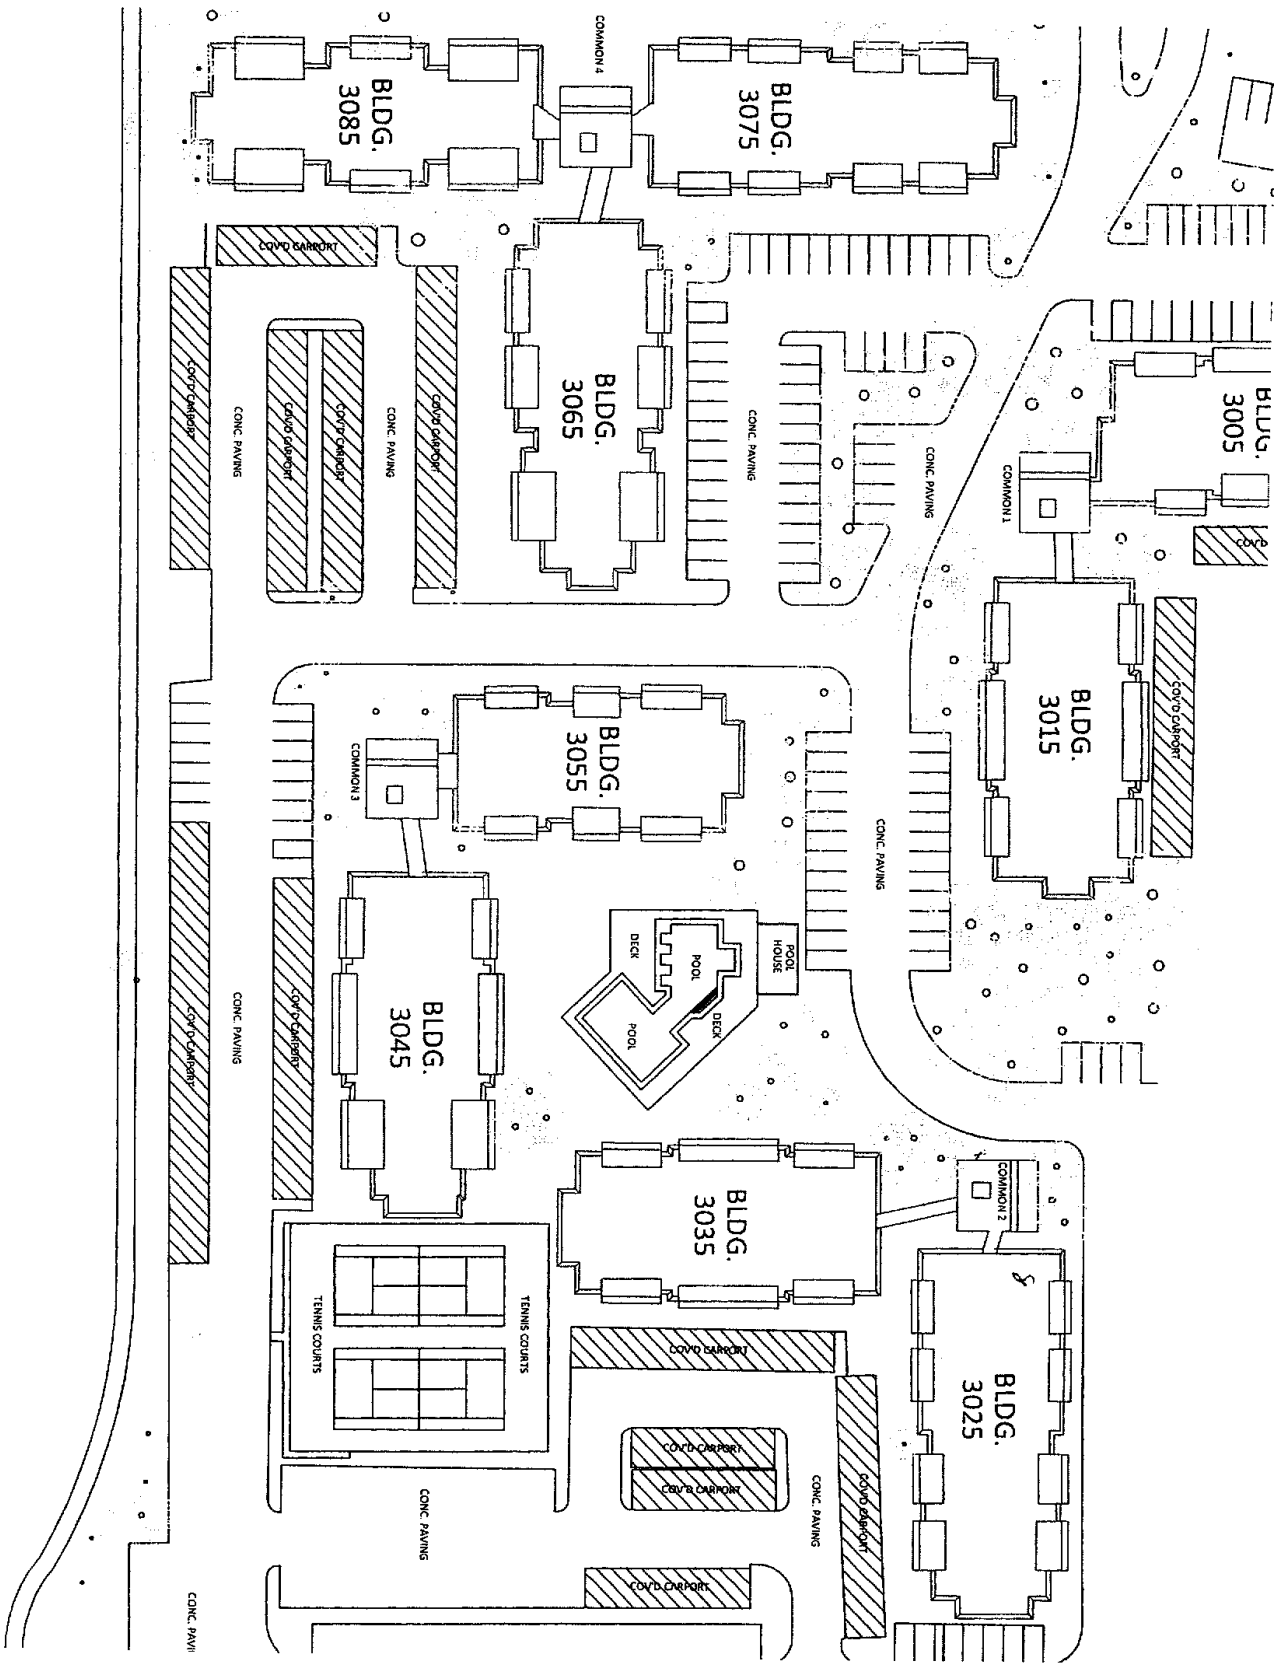 COMMON 4
BLDG.
3085
BLDG.
3075
COV'D CARPORT
COV'D CARPORT
CONC. PAVING
COV'D CARPORT
COV'D CARPORT
CONC. PAVING
COV'D CARPORT
BLDG.
3065
CONC. PAVING
CONC. PAVING
COMMON 1
BLDG.
3005
COV'D
BLDG.
3015
COV'D CARPORT
COMMON 3
BLDG.
3055
CONC. PAVING
POOL
HOUSE
DECK
POOL
DECK
POOL
COV'D CARPORT
CONC. PAVING
COV'D CARPORT
BLDG.
3045
BLDG.
3035
COMMON 2
8
BLDG.
3025
TENNIS COURTS
TENNIS COURTS
COV'D CARPORT
COV'D CARPORT
COV'D CARPORT
CONC. PAVING
COV'D CARPORT
CONC. PAVING
COV'D CARPORT
CONC. PAVI